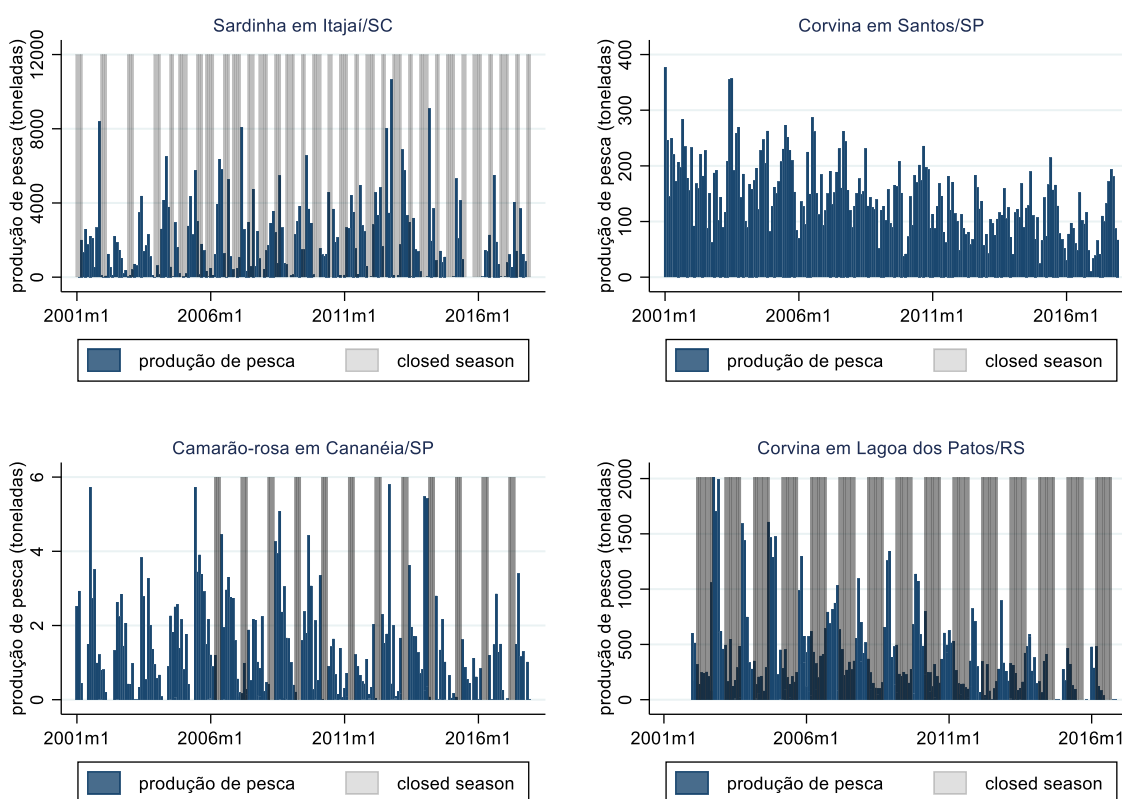 Sardinha em Itajaí/SC
produção de pesca (toneladas)
12000
8000
4000
0
2001m1 2006m1 2011m1 2016m1
produção de pesca closed season
Corvina em Santos/SP
produção de pesca (toneladas)
400
300
200
100
0
2001m1 2006m1 2011m1 2016m1
produção de pesca closed season
Camarão-rosa em Cananéia/SP
produção de pesca (toneladas)
6
4
2
0
2001m1 2006m1 2011m1 2016m1
produção de pesca closed season
Corvina em Lagoa dos Patos/RS
produção de pesca (toneladas)
2000
1500
1000
500
0
2001m1 2006m1 2011m1 2016m1
produção de pesca closed season